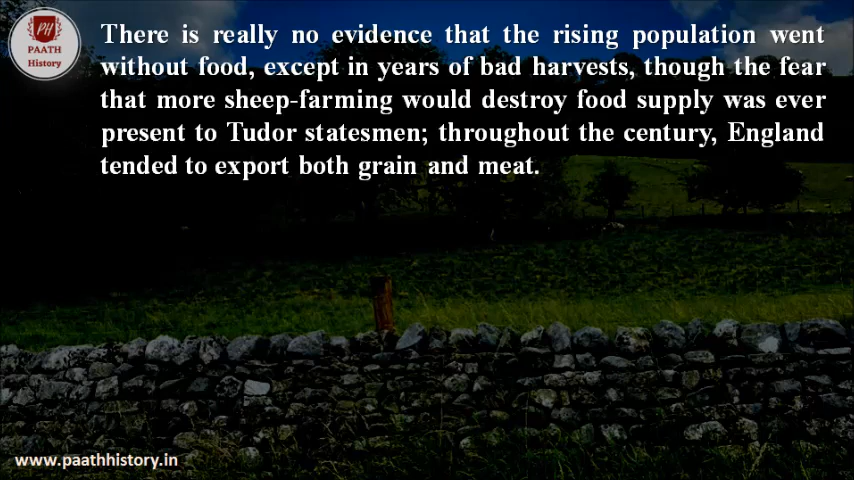 PH
PAATH
History
There is really no evidence that the rising population went
without food, except in years of bad harvests, though the fear
that more sheep-farming would destroy food supply was ever
present to Tudor statesmen; throughout the century, England
tended to export both grain and meat.
www.paathhistory.in